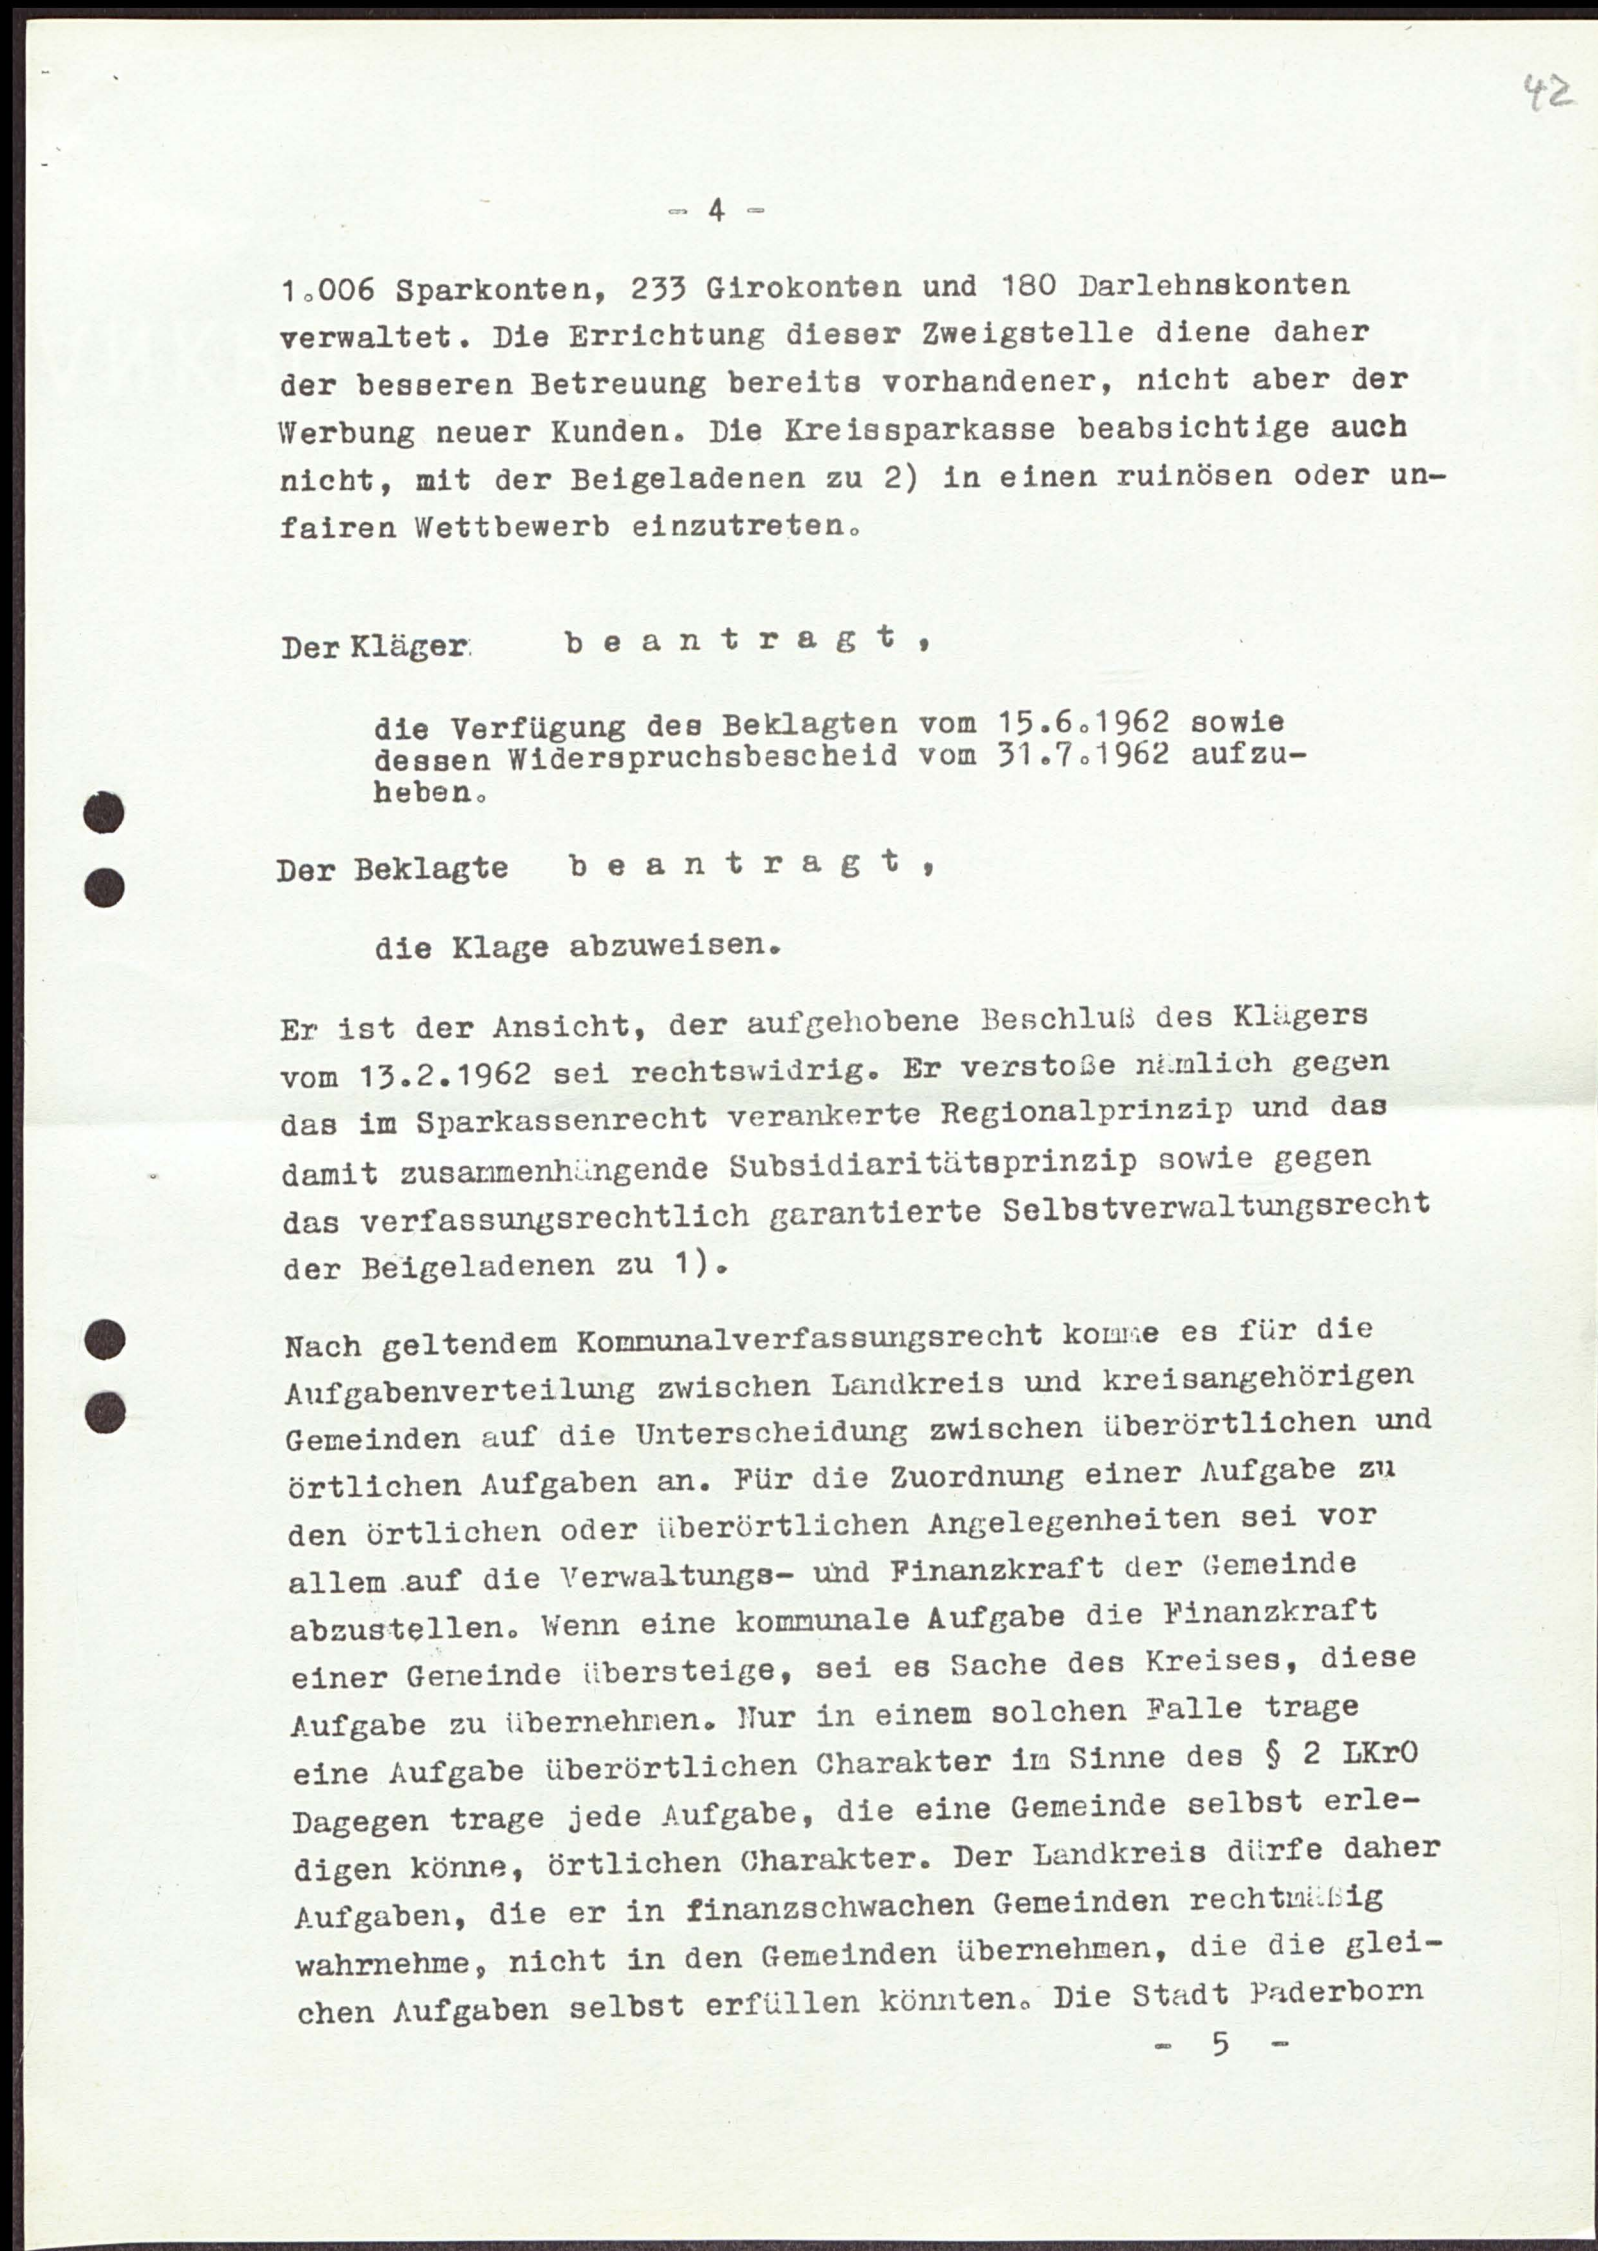 42
- 4 -
1.006 Sparkonten, 233 Girokonten und 180 Darlehnskonten
verwaltet. Die Errichtung dieser Zweigstelle diene daher
der besseren Betreuung bereits vorhandener, nicht aber der
Werbung neuer Kunden. Die Kreissparkasse beabsichtige auch
nicht, mit der Beigeladenen zu 2) in einen ruinösen oder un-
fairen Wettbewerb einzutreten.
Der Kläger b e a n t r a g t ,
die Verfügung des Beklagten vom 15.6.1962 sowie
dessen Widerspruchsbescheid vom 31.7.1962 aufzu-
heben.
Der Beklagte b e a n t r a g t ,
die Klage abzuweisen.
Er ist der Ansicht, der aufgehobene Beschluß des Klägers
vom 13.2.1962 sei rechtswidrig. Er verstoße nämlich gegen
das im Sparkassenrecht verankerte Regionalprinzip und das
damit zusammenhängende Subsidiaritätsprinzip sowie gegen
das verfassungsrechtlich garantierte Selbstverwaltungsrecht
der Beigeladenen zu 1).
Nach geltendem Kommunalverfassungsrecht komme es für die
Aufgabenverteilung zwischen Landkreis und kreisangehörigen
Gemeinden auf die Unterscheidung zwischen überörtlichen und
örtlichen Aufgaben an. Für die Zuordnung einer Aufgabe zu
den örtlichen oder überörtlichen Angelegenheiten sei vor
allem auf die Verwaltungs- und Finanzkraft der Gemeinde
abzustellen. Wenn eine kommunale Aufgabe die Finanzkraft
einer Gemeinde übersteige, sei es Sache des Kreises, diese
Aufgabe zu übernehmen. Nur in einem solchen Falle trage
eine Aufgabe überörtlichen Charakter im Sinne des § 2 LKrO
Dagegen trage jede Aufgabe, die eine Gemeinde selbst erle-
digen könne, örtlichen Charakter. Der Landkreis dürfe daher
Aufgaben, die er in finanzschwachen Gemeinden rechtmäßig
wahrnehme, nicht in den Gemeinden übernehmen, die die glei-
chen Aufgaben selbst erfüllen könnten. Die Stadt Paderborn
- 5 -